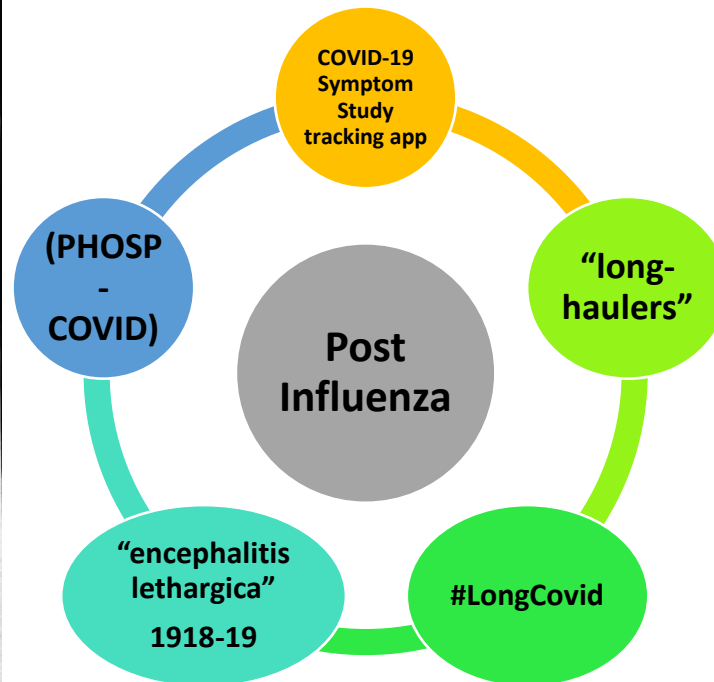 COVID-19
Symptom
Study
tracking app
“long-
haulers”
#LongCovid
“encephalitis
lethargica”
1918-19
(PHOSP
-
COVID)
Post
Influenza